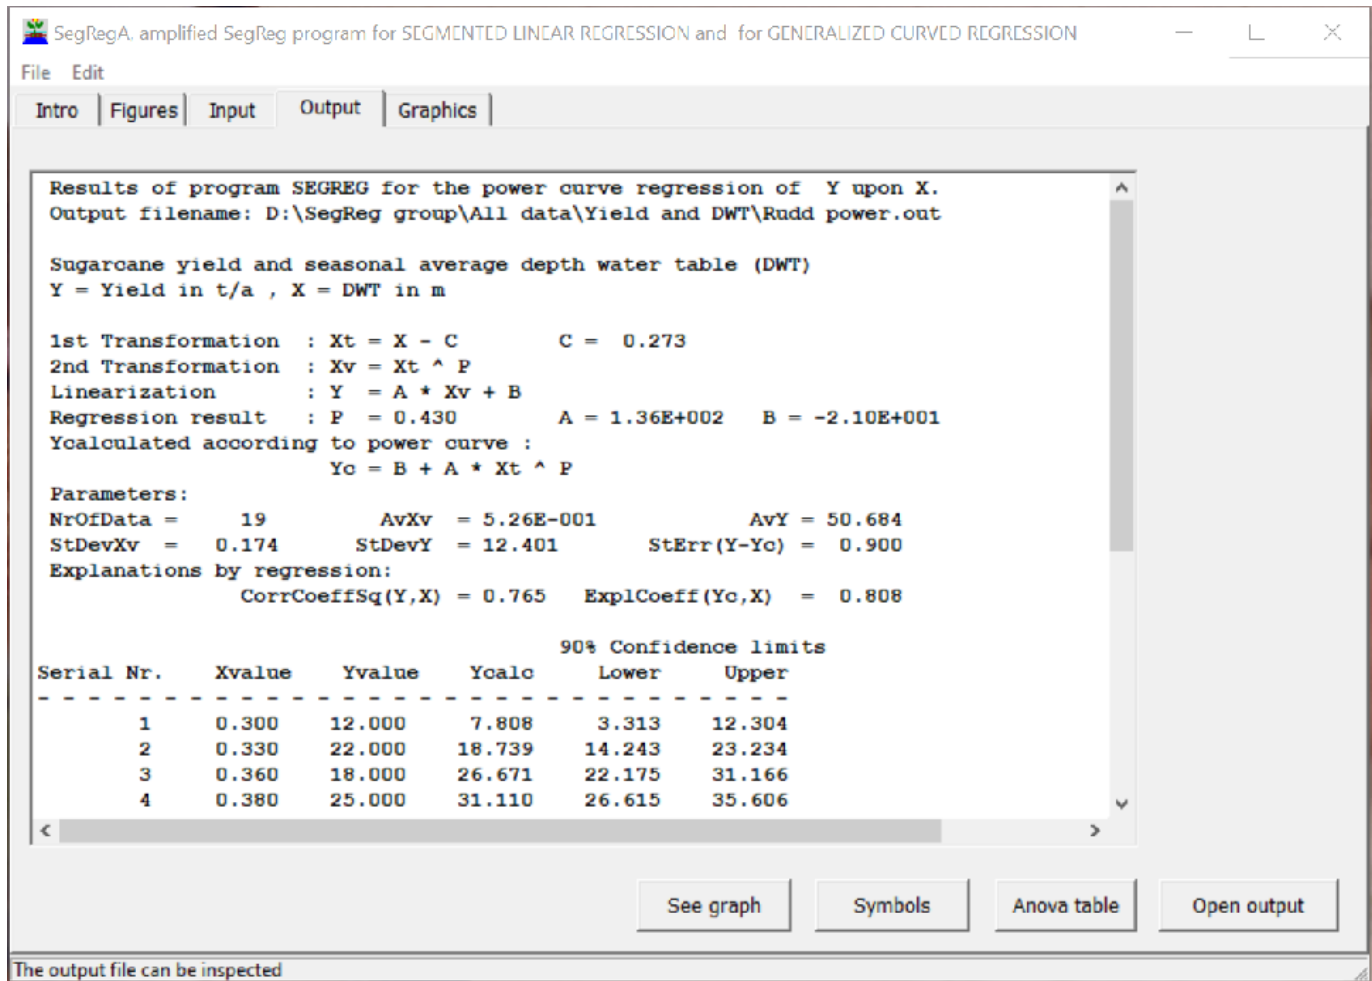 SegRegA, amplified SegReg program for SEGMENTED LINEAR REGRESSION and for GENERALIZED CURVED REGRESSION
File Edit
Intro Figures Input Output Graphics
Results of program SEGREG for the power curve regression of Y upon X.
Output filename: D:\SegReg group\All data\Yield and DWT\Rudd power.out
Sugarcane yield and seasonal average depth water table (DWT)
Y = Yield in t/a , X = DWT in m
1st Transformation : Xt = X - C C = 0.273
2nd Transformation : Xv = Xt ^ P
Linearization : Y = A * Xv + B
Regression result : P = 0.430 A = 1.36E+002 B = -2.10E+001
Ycalculated according to power curve :
Yc = B + A * Xt ^ P
Parameters:
NrOfData = 19 AvXv = 5.26E-001 AvY = 50.684
StDevXv = 0.174 StDevY = 12.401 StErr(Y-Yc) = 0.900
Explanations by regression:
CorrCoeffSq(Y,X) = 0.765 ExplCoeff(Yc,X) = 0.808
90% Confidence limits
Serial Nr. Xvalue Yvalue Ycalc Lower Upper
- - - - - - - - - - - - - - - - - - - - - - - - - - - - - -
1 0.300 12.000 7.808 3.313 12.304
2 0.330 22.000 18.739 14.243 23.234
3 0.360 18.000 26.671 22.175 31.166
4 0.380 25.000 31.110 26.615 35.606
See graph Symbols Anova table Open output
The output file can be inspected